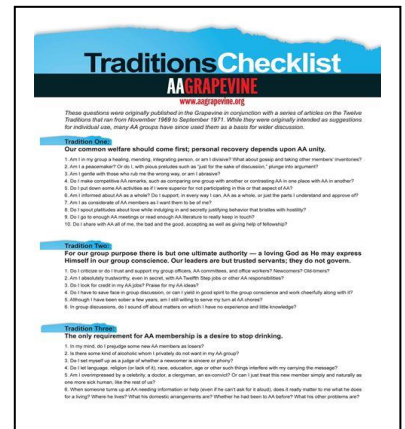 TraditionsChecklist
AAGRAPEVINE
www.aagrapevine.org
These questions were originally published in the Grapevine in conjunction with a series of articles on the Twelve
Traditions that ran from November 1969 to September 1971. While they were originally intended as suggestions
for individual use, many AA groups have since used them as a basis for wider discussion.
Tradition One:
Our common welfare should come first; personal recovery depends upon AA unity.
1. Am I in my group a healing, mending, integrating person, or am I divisive? What about gossip and taking other members' inventories?
2. Am I a peacemaker? Or do I, with pious preludes such as "just for the sake of discussion," plunge into argument?
3. Am I gentle with those who rub me the wrong way, or am I abrasive?
4. Do I make competitive AA remarks, such as comparing one group with another or contrasting AA in one place with AA in another?
5. Do I put down some AA activities as if I were superior for not participating in this or that aspect of AA?
6. Am I informed about AA as a whole? Do I support, in every way I can, AA as a whole, or just the parts I understand and approve of?
7. Am I as considerate of AA members as I want them to be of me?
8. Do I spout platitudes about love while indulging in and secretly justifying behavior that bristles with hostility?
9. Do I go to enough AA meetings or read enough AA literature to really keep in touch?
10. Do I share with AA all of me, the bad and the good, accepting as well as giving help of fellowship?
Tradition Two:
For our group purpose there is but one ultimate authority — a loving God as He may express
Himself in our group conscience. Our leaders are but trusted servants; they do not govern.
1. Do I criticize or do I trust and support my group officers, AA committees, and office workers? Newcomers? Old-timers?
2. Am I absolutely trustworthy, even in secret, with AA Twelfth Step jobs or other AA responsibilities?
3. Do I look for credit in my AA jobs? Praise for my AA ideas?
4. Do I have to save face in group discussion, or can I yield in good spirit to the group conscience and work cheerfully along with it?
5. Although I have been sober a few years, am I still willing to serve my turn at AA chores?
6. In group discussions, do I sound off about matters on which I have no experience and little knowledge?
Tradition Three:
The only requirement for AA membership is a desire to stop drinking.
1. In my mind, do I prejudge some new AA members as losers?
2. Is there some kind of alcoholic whom I privately do not want in my AA group?
3. Do I set myself up as a judge of whether a newcomer is sincere or phony?
4. Do I let language, religion (or lack of it), race, education, age or other such things interfere with my carrying the message?
5. Am I overimpressed by a celebrity, a doctor, a clergyman, an ex-convict? Or can I just treat this new member simply and naturally as
one more sick human, like the rest of us?
6. When someone turns up at AA needing information or help (even if he can't ask for it aloud), does it really matter to me what he does
for a living? Where he lives? What his domestic arrangements are? Whether he had been to AA before? What his other problems are?